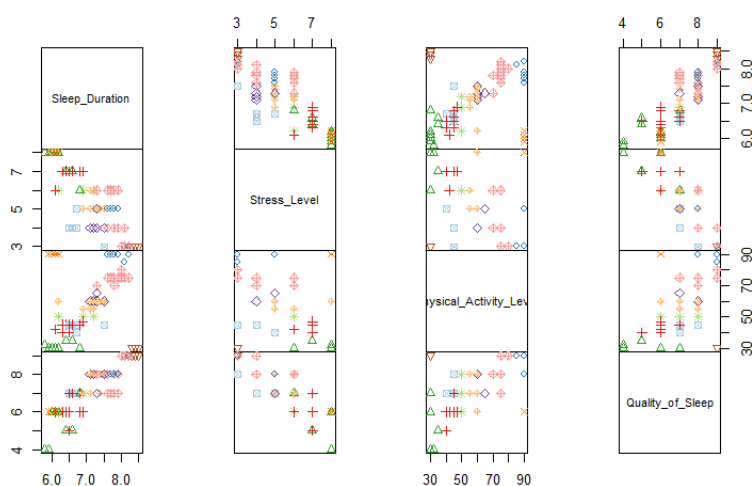 3 5 7
4 6 8
Sleep_Duration
6.0 7.0 8.0
3 5 7
Stress_Level
30 50 70 90
hysical_Activity_Lev
4 6 8
Quality_of_Sleep
6.0 7.0 8.0
30 50 70 90